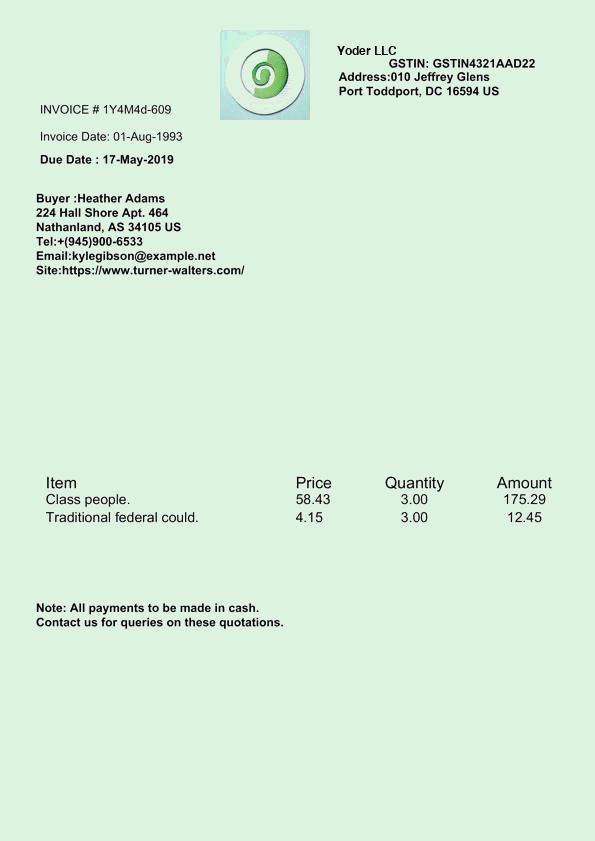 Yoder LLC
GSTIN: GSTIN4321AAD22
Address:010 Jeffrey Glens
Port Toddport, DC 16594 US
INVOICE # 1Y4M4d-609
Invoice Date: 01-Aug-1993
Due Date : 17-May-2019
Buyer :Heather Adams
224 Hall Shore Apt. 464
Nathanland, AS 34105 US
Tel:+(945)900-6533
Email:kylegibson@example.net
Site:https://www.turner-walters.com/
Item Price Quantity Amount
Class people. 58.43 3.00 175.29
Traditional federal could. 4.15 3.00 12.45
Note: All payments to be made in cash.
Contact us for queries on these quotations.